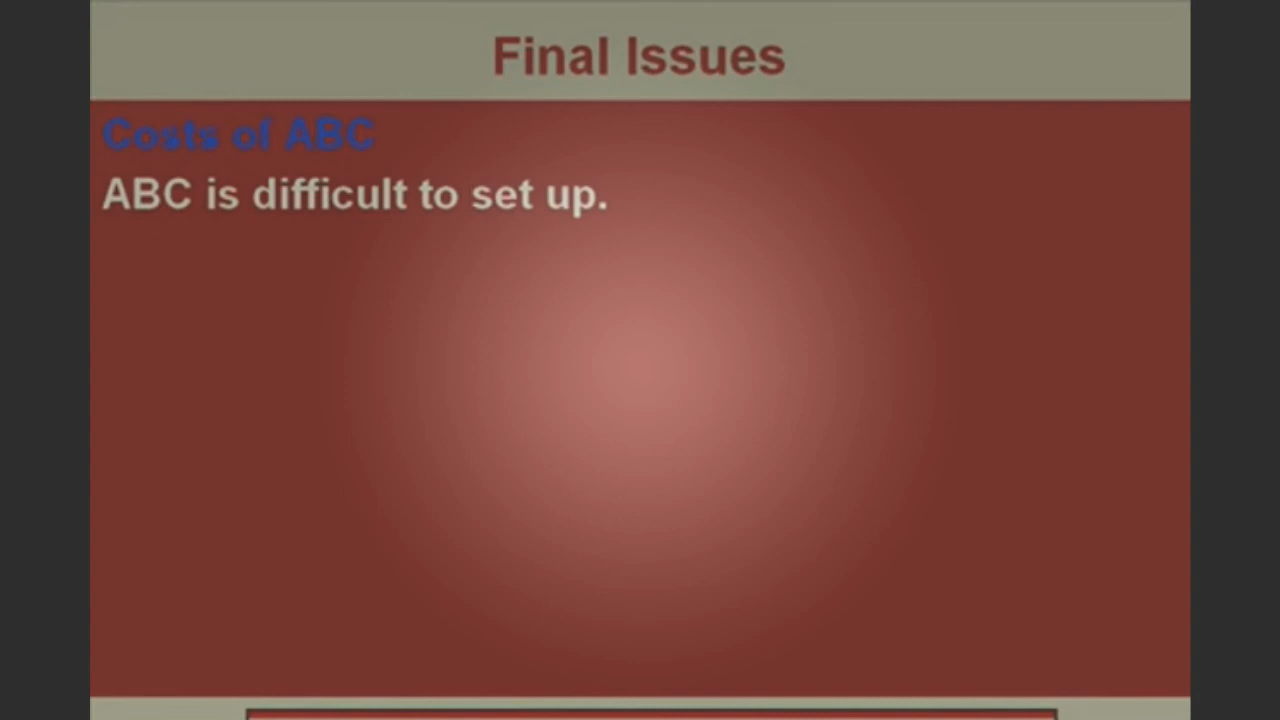 Final Issues
Costs of ABC
ABC is difficult to set up.